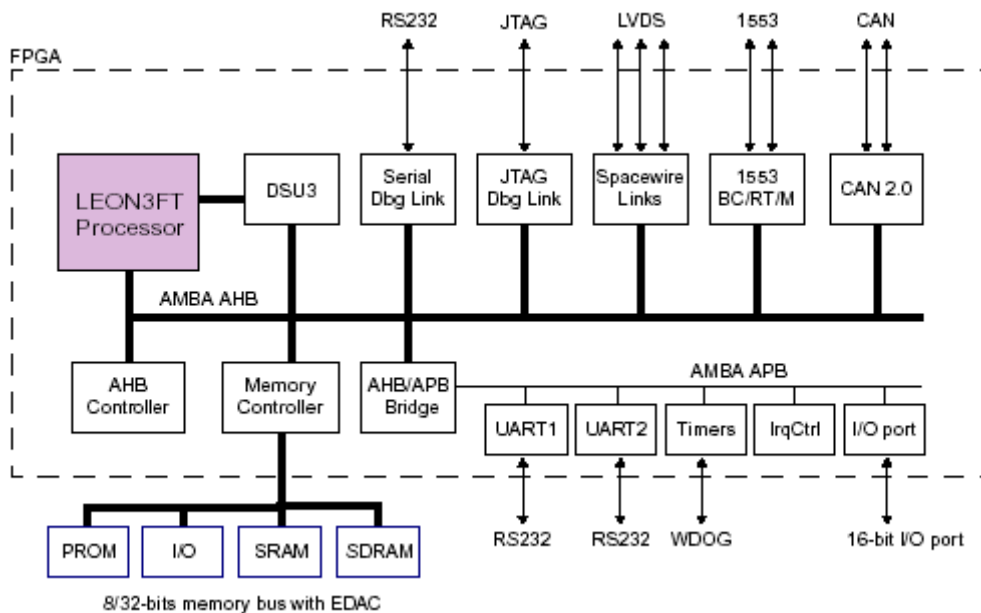 RS232
JTAG
LVDS
1553
CAN
FPGA
LEON3FT
Processor
DSU3
Serial
Dbg Link
JTAG
Dbg Link
Spacewire
Links
1553
BC/RT/M
CAN 2.0
AMBA AHB
AHB
Controller
Memory
Controller
AHB/APB
Bridge
AMBA APB
UART1
UART2
Timers
IrqCtrl
I/O port
RS232
RS232
WDOG
16-bit I/O port
PROM
I/O
SRAM
SDRAM
8/32-bits memory bus with EDAC